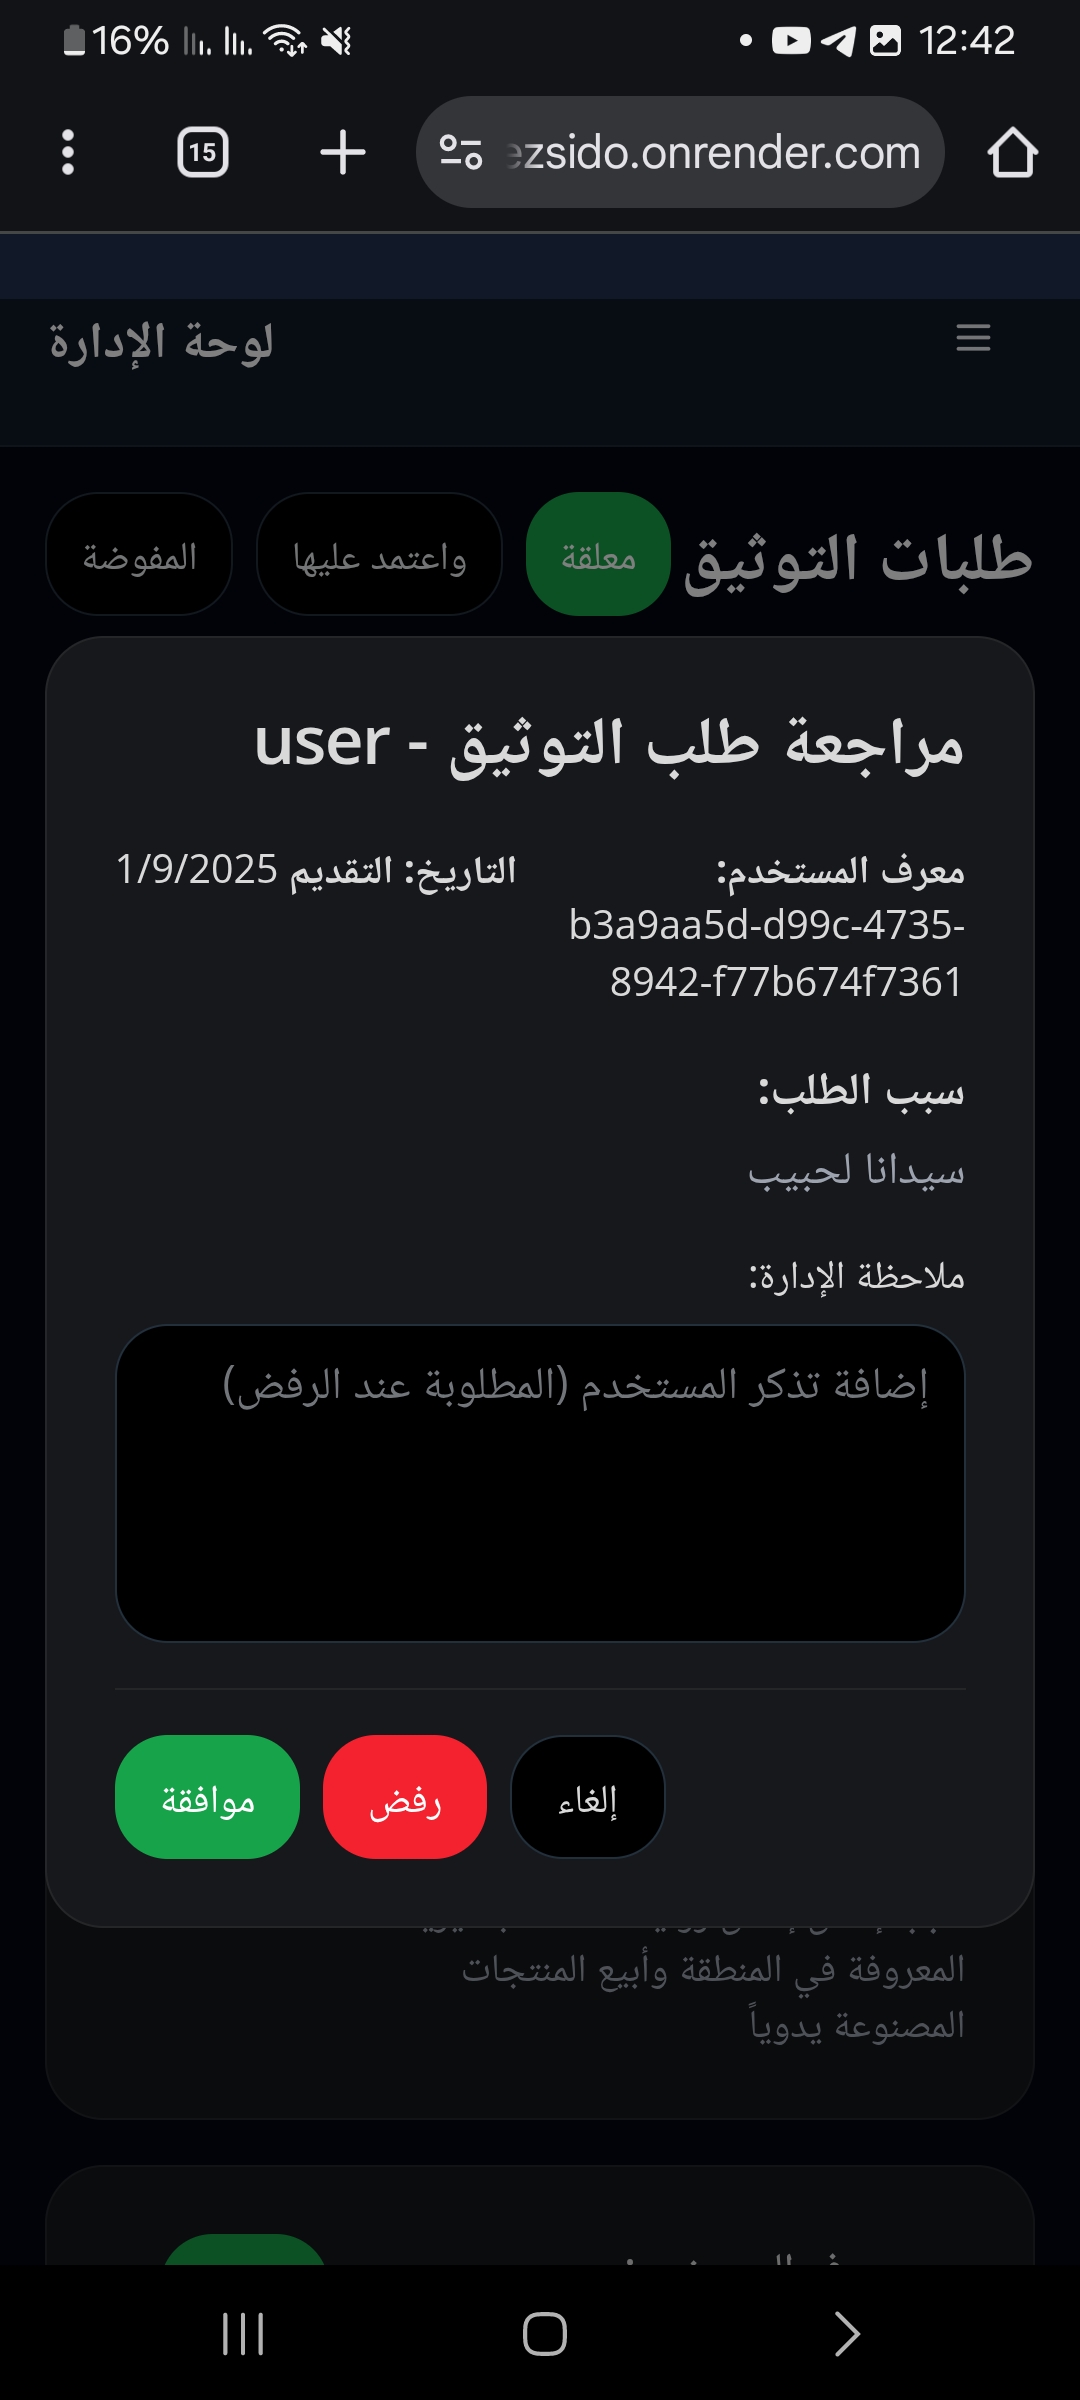 16%
12:42
15
ezsido.onrender.com
لوحة الإدارة
طلبات التوثيق
معلقة
واعتمد عليها
المفوضة
مراجعة طلب التوثيق - user
معرف المستخدم:
b3a9aa5d-d99c-4735-
8942-f77b674f7361
التاريخ: التقديم 1/9/2025
سبب الطلب:
سيدانا لحبيب
ملاحظة الإدارة:
إضافة تذكر المستخدم (المطلوبة عند الرفض)
إلغاء
رفض
موافقة
المعروفة في المنطقة وأبيع المنتجات
المصنوعة يدوياً